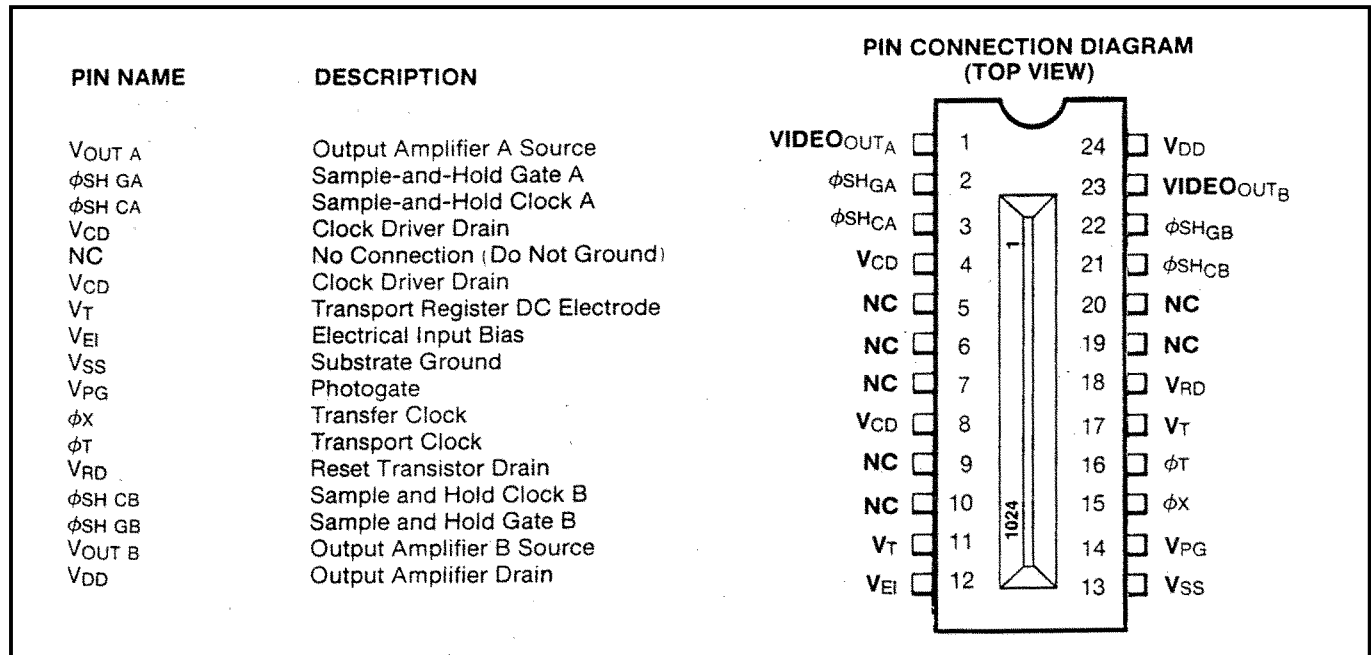 PIN NAME DESCRIPTION
VOUT A Output Amplifier A Source
ϕSH GA Sample-and-Hold Gate A
ϕSH CA Sample-and-Hold Clock A
VCD Clock Driver Drain
NC No Connection (Do Not Ground)
VCD Clock Driver Drain
VT Transport Register DC Electrode
VEI Electrical Input Bias
VSS Substrate Ground
VPG Photogate
ϕX Transfer Clock
ϕT Transport Clock
VRD Reset Transistor Drain
ϕSH CB Sample and Hold Clock B
ϕSH GB Sample and Hold Gate B
VOUT B Output Amplifier B Source
VDD Output Amplifier Drain
PIN CONNECTION DIAGRAM
(TOP VIEW)
VIDEOOUTA 1 24 VDD
ϕSHGA 2 23 VIDEOOUTB
ϕSHCA 3 22 ϕSHGB
VCD 4 21 ϕSHCB
NC 5 20 NC
NC 6 19 NC
NC 7 18 VRD
VCD 8 17 VT
NC 9 16 ϕT
NC 10 15 ϕX
VT 11 14 VPG
VEI 12 13 VSS
1
1024